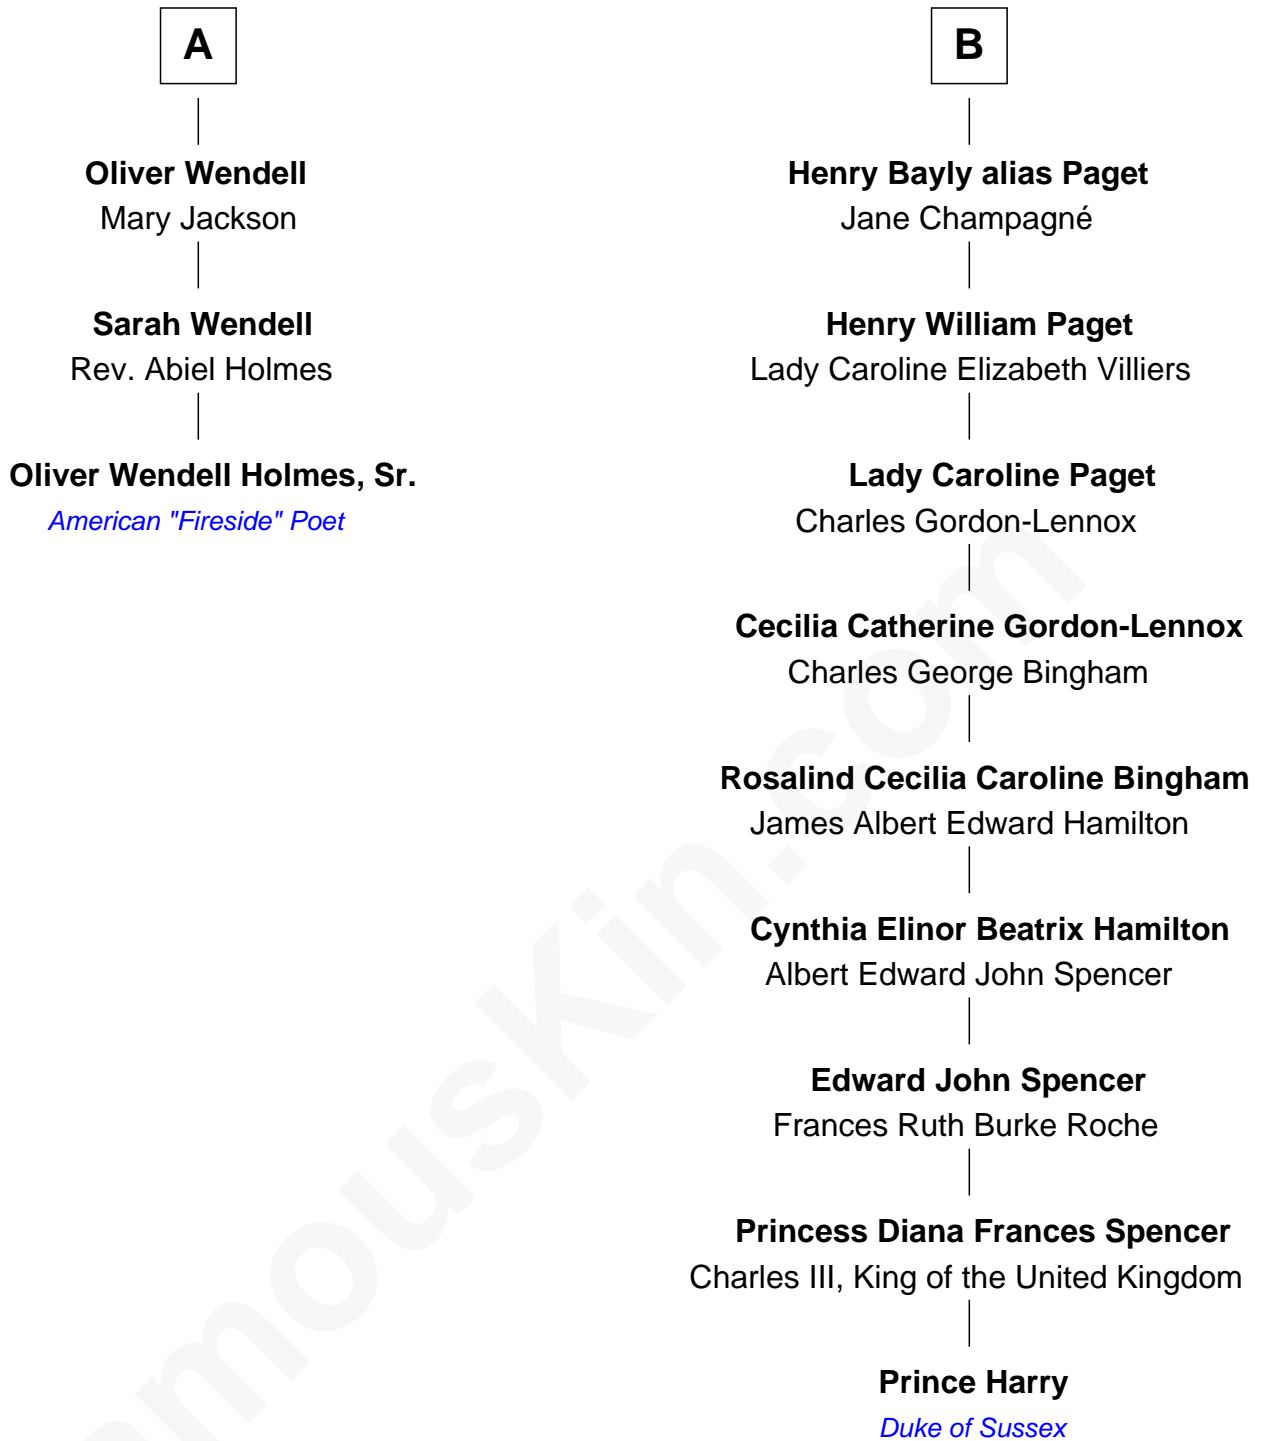 A
Oliver Wendell
Mary Jackson
Sarah Wendell
Rev. Abiel Holmes
Oliver Wendell Holmes, Sr.
American "Fireside" Poet
B
Henry Bayly alias Paget
Jane Champagné
Henry William Paget
Lady Caroline Elizabeth Villiers
Lady Caroline Paget
Charles Gordon-Lennox
Cecilia Catherine Gordon-Lennox
Charles George Bingham
Rosalind Cecilia Caroline Bingham
James Albert Edward Hamilton
Cynthia Elinor Beatrix Hamilton
Albert Edward John Spencer
Edward John Spencer
Frances Ruth Burke Roche
Princess Diana Frances Spencer
Charles III, King of the United Kingdom
Prince Harry
Duke of Sussex
amousKin.com